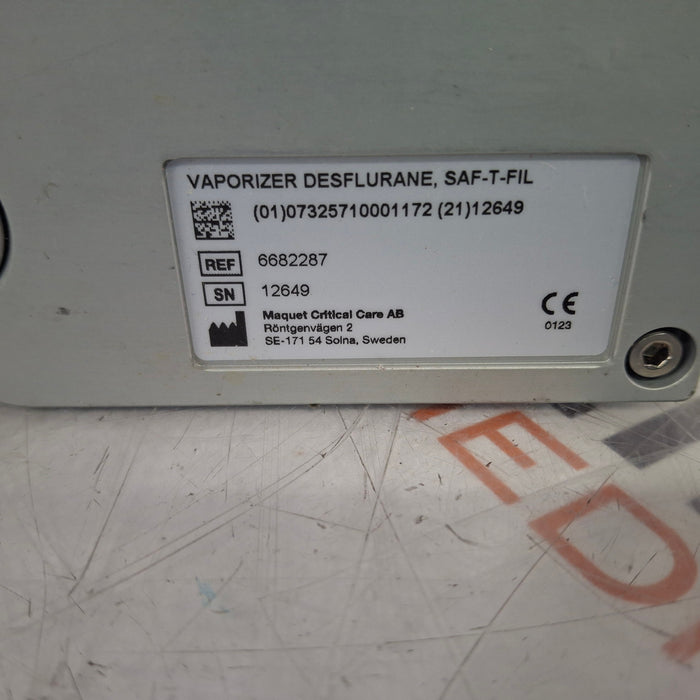 VAPORIZER DESFLURANE, SAF-T-FIL
(01)07325710001172 (21)12649
REF 6682287
SN 12649
Maquet Critical Care AB
Röntgenvägen 2
SE-171 54 Solna, Sweden
CE
0123